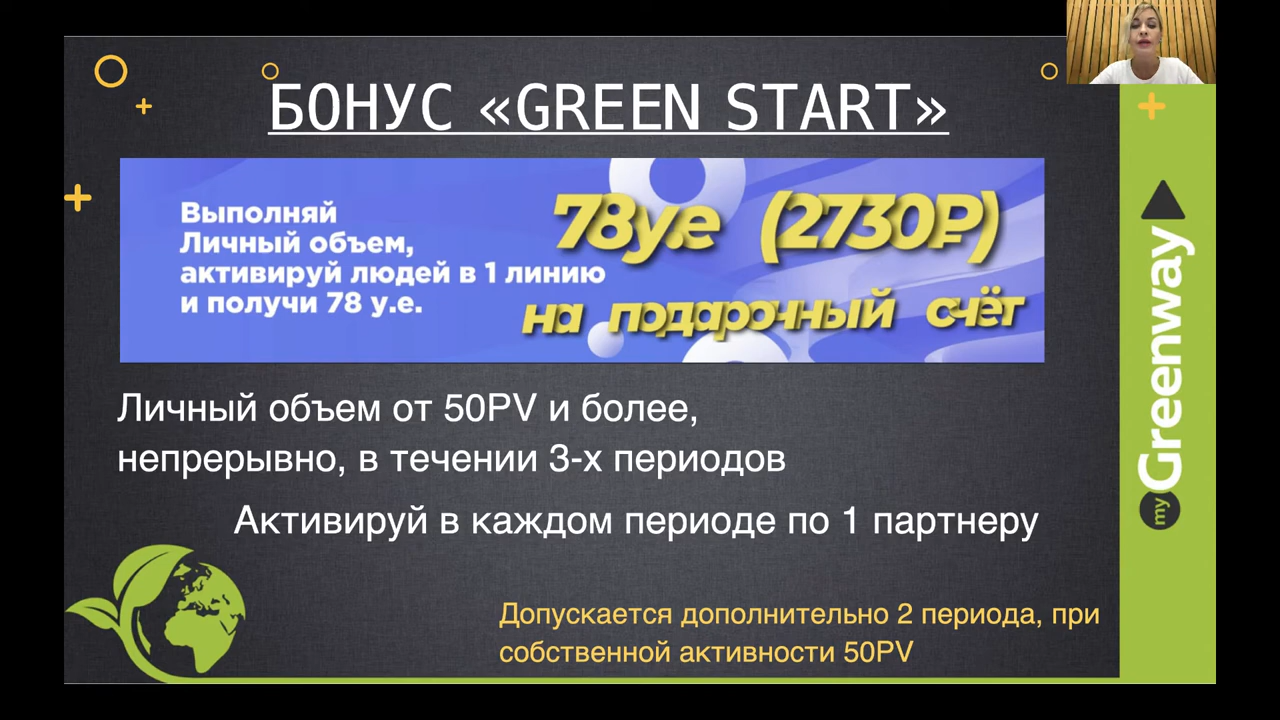 БОНУС «GREEN START»
Выполняй
Личный объем,
активируй людей в 1 линию
и получи 78 у.е.
78у.е (2730₽)
на подарочный счёт
Личный объем от 50PV и более,
непрерывно, в течении 3-х периодов
Активируй в каждом периоде по 1 партнеру
Допускается дополнительно 2 периода, при
собственной активности 50PV
my Greenway